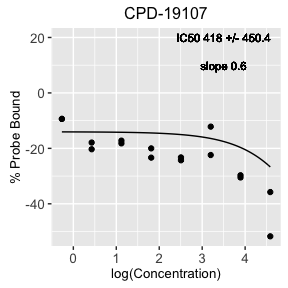 CPD-19107
IC50 418 +/- 450.4
slope 0.6
20
0
-20
-40
% Probe Bound
0 1 2 3 4
log(Concentration)